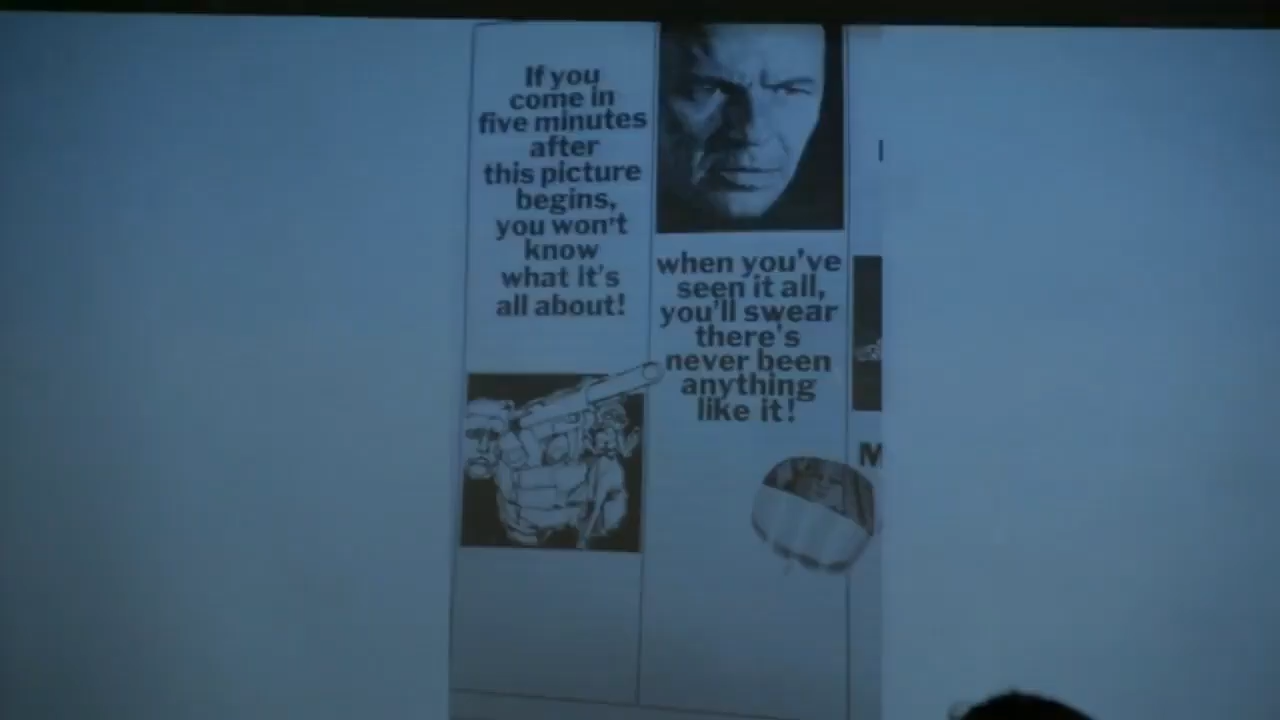 If you
come in
five minutes
after
this picture
begins,
you won't
know
what it's
all about!
when you've
seen it all,
you'll swear
there's
never been
anything
like it!
M